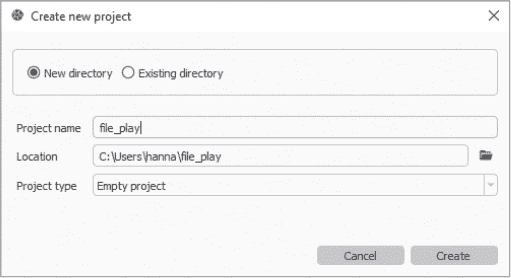 Create new project
New directory Existing directory
Project name file_play
Location C:\Users\hanna\file_play
Project type Empty project
Cancel Create